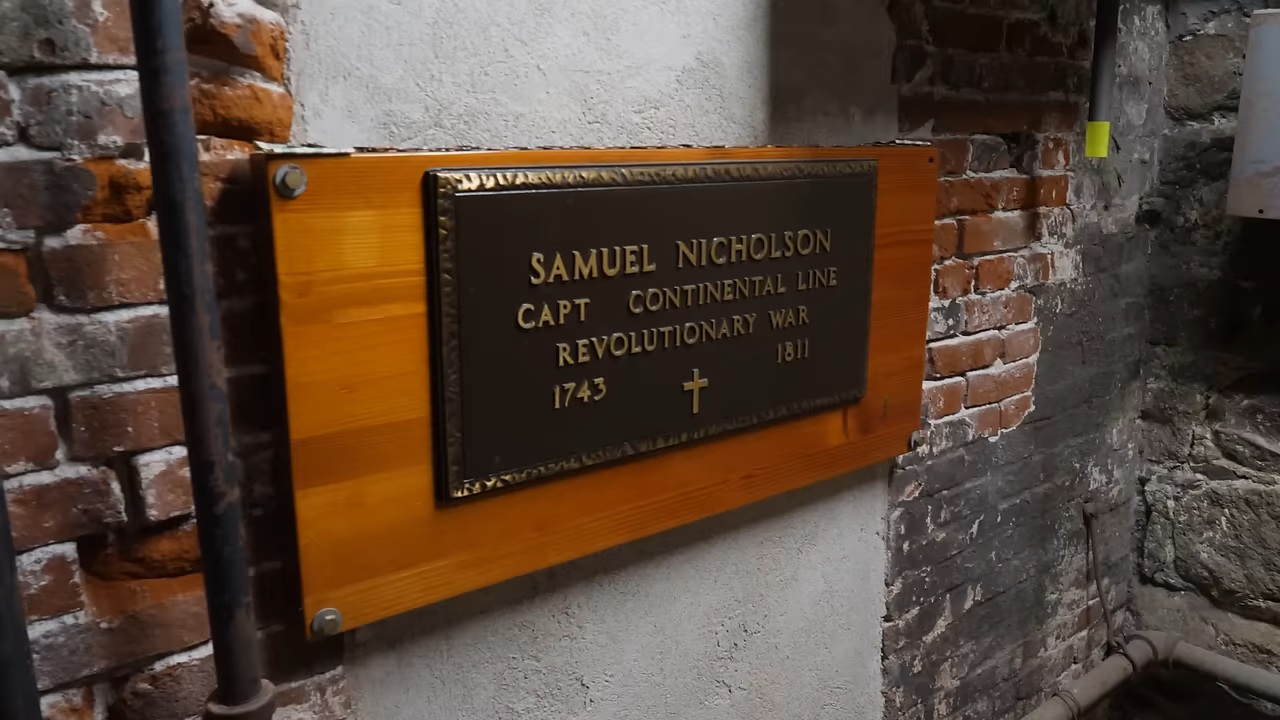 SAMUEL NICHOLSON
CAPT CONTINENTAL LINE
REVOLUTIONARY WAR
1743 1811